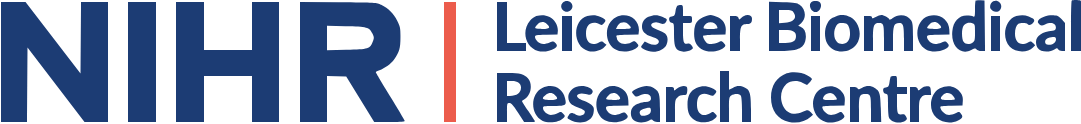 NIHR
Leicester Biomedical
Research Centre